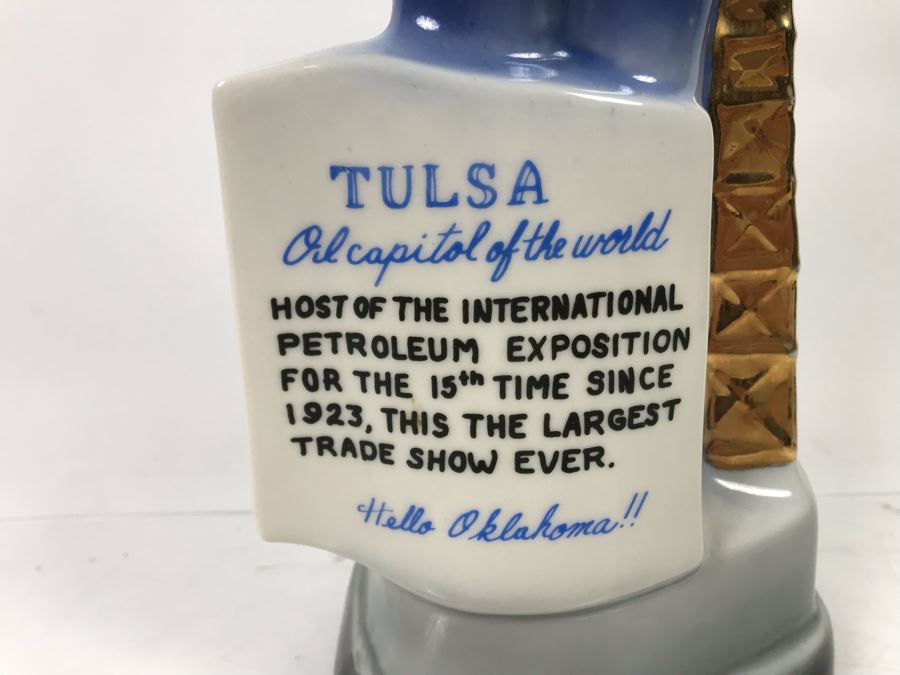 TULSA
Oil capitol of the world
HOST OF THE INTERNATIONAL
PETROLEUM EXPOSITION
FOR THE 15th TIME SINCE
1923, THIS THE LARGEST
TRADE SHOW EVER.
Hello Oklahoma!!